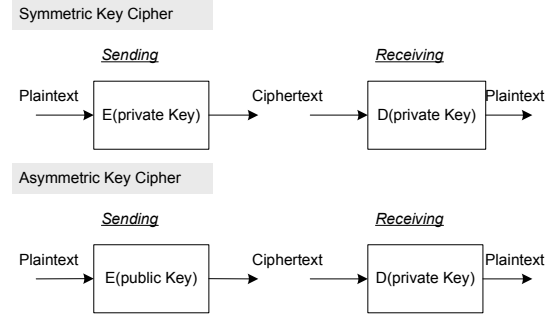 Symmetric Key Cipher
Sending Receiving
Plaintext E(private Key) Ciphertext D(private Key) Plaintext
Asymmetric Key Cipher
Sending Receiving
Plaintext E(public Key) Ciphertext D(private Key) Plaintext